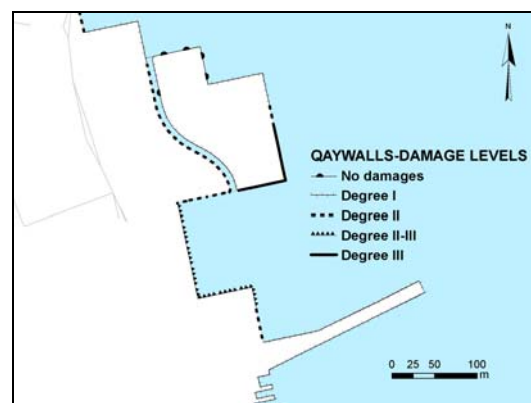 N
QAYWALLS-DAMAGE LEVELS
No damages
Degree I
Degree II
Degree II-III
Degree III
0 25 50 100
m